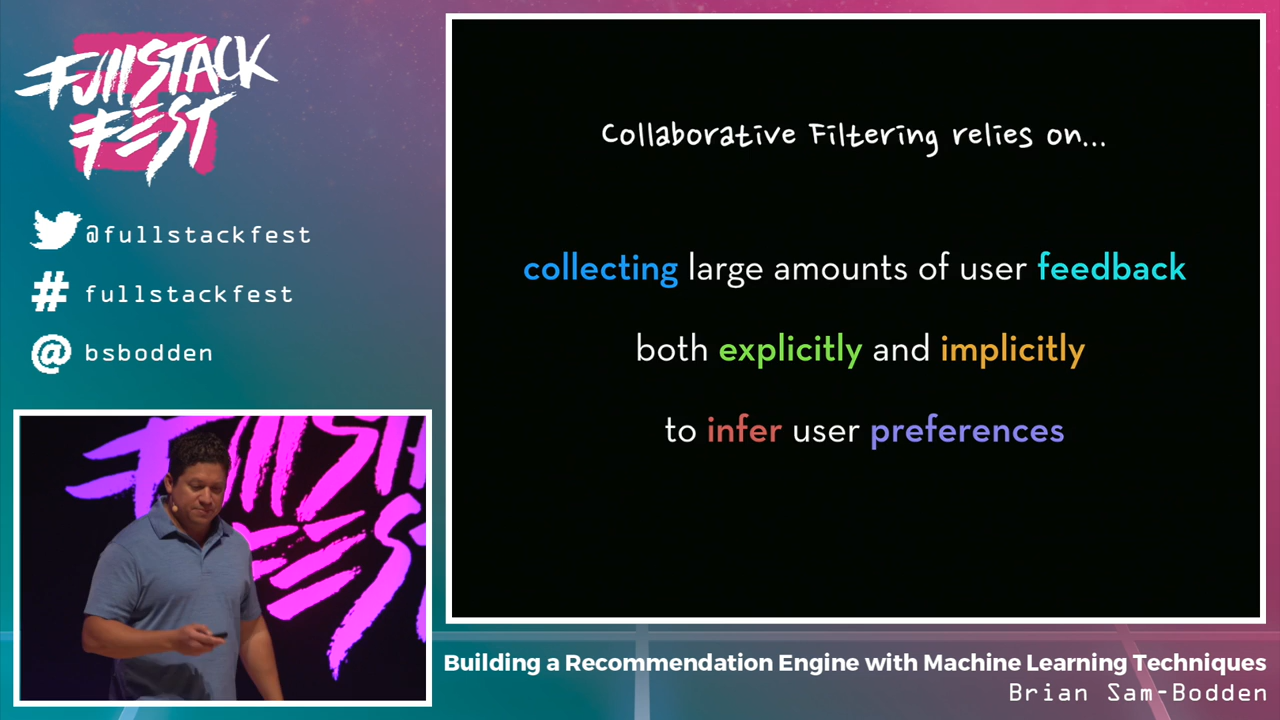 Fullstack
Fest
@fullstackfest
# fullstackfest
@ bsbodden
Collaborative Filtering relies on...
collecting large amounts of user feedback
both explicitly and implicitly
to infer user preferences
Building a Recommendation Engine with Machine Learning Techniques
Brian Sam-Bodden